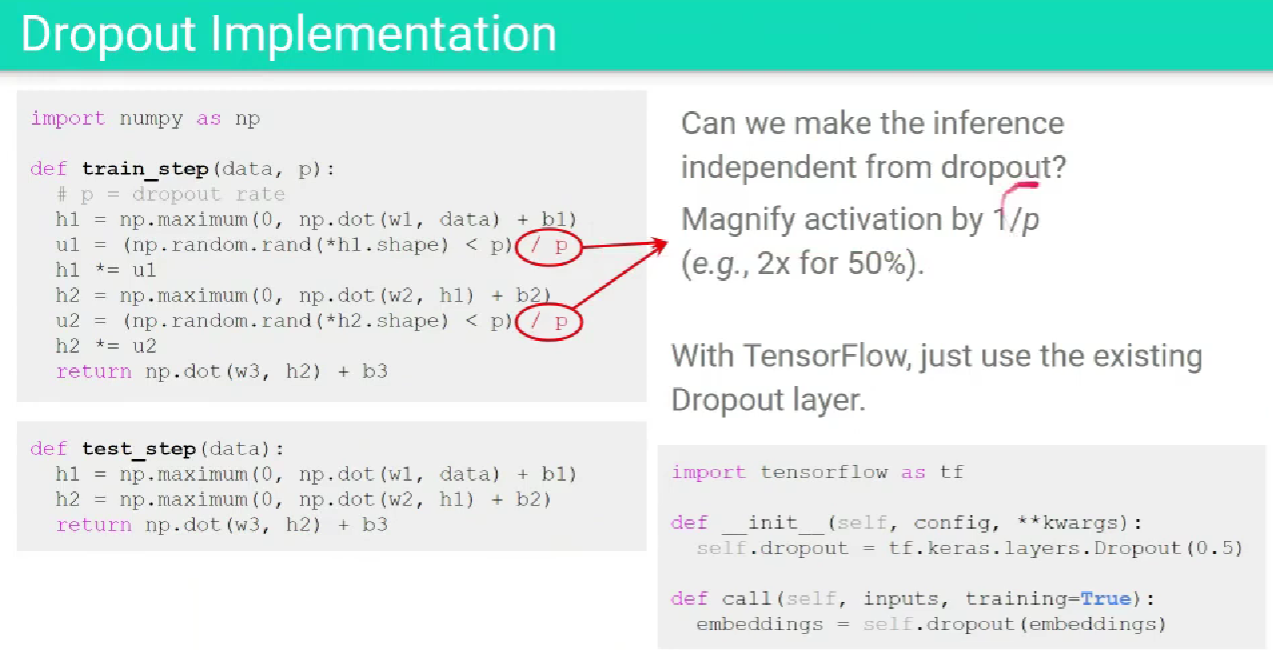 Dropout Implementation
import numpy as np
def train_step(data, p):
# p = dropout rate
h1 = np.maximum(0, np.dot(w1, data) + b1)
u1 = (np.random.rand(*h1.shape) < p) / p
h1 *= u1
h2 = np.maximum(0, np.dot(w2, h1) + b2)
u2 = (np.random.rand(*h2.shape) < p) / p
h2 *= u2
return np.dot(w3, h2) + b3
def test_step(data):
h1 = np.maximum(0, np.dot(w1, data) + b1)
h2 = np.maximum(0, np.dot(w2, h1) + b2)
return np.dot(w3, h2) + b3
Can we make the inference
independent from dropout?
Magnify activation by 1/p
(e.g., 2x for 50%).
With TensorFlow, just use the existing
Dropout layer.
import tensorflow as tf
def __init__(self, config, **kwargs):
self.dropout = tf.keras.layers.Dropout(0.5)
def call(self, inputs, training=True):
embeddings = self.dropout(embeddings)